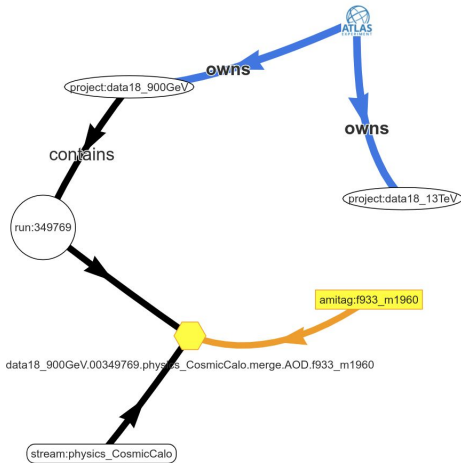 ATLAS
EXPERIMENT
owns
project:data18_900GeV
owns
contains
project:data18_13TeV
run:349769
amitag:f933_m1960
data18_900GeV.00349769.physics_CosmicCalo.merge.AOD.f933_m1960
stream:physics_CosmicCalo